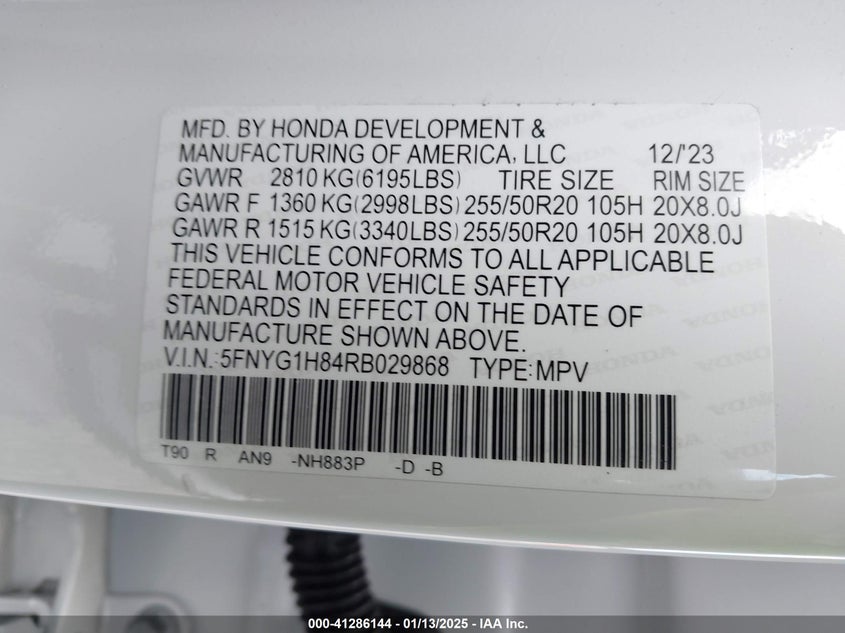 MFD. BY HONDA DEVELOPMENT &
MANUFACTURING OF AMERICA, LLC 12/'23
GVWR 2810 KG(6195LBS) TIRE SIZE RIM SIZE
GAWR F 1360 KG(2998LBS) 255/50R20 105H 20X8.0J
GAWR R 1515 KG(3340LBS) 255/50R20 105H 20X8.0J
THIS VEHICLE CONFORMS TO ALL APPLICABLE
FEDERAL MOTOR VEHICLE SAFETY
STANDARDS IN EFFECT ON THE DATE OF
MANUFACTURE SHOWN ABOVE.
V.I.N.:5FNYG1H84RB029868 TYPE:MPV
T90 R AN9 -NH883P -D -B
000-41286144 — 01/13/2025 — IAA Inc.